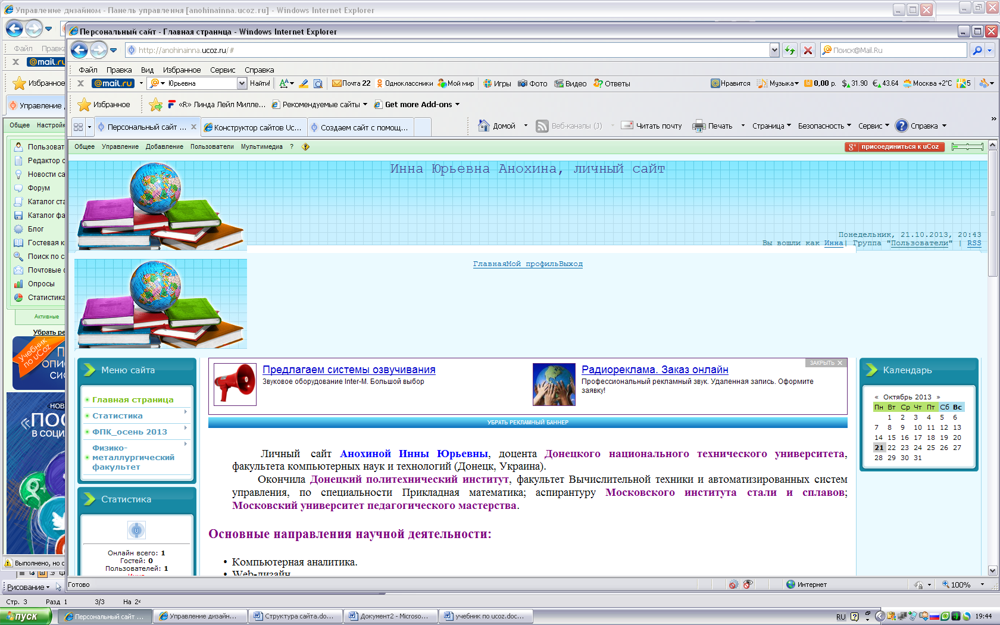 Управление дизайном - Панель управления [anohinainna.ucoz.ru] - Windows Internet Explorer
Персональный сайт - Главная страница - Windows Internet Explorer
http://anohinainna.ucoz.ru/#
Поиск@Mail.Ru
Файл Правка
Файл Правка Вид Избранное Сервис Справка
@mail.ru
@mail.ru Юрьевна Найти! Почта 22 Одноклассники Мой мир Игры Фото Видео Ответы Нравится Музыка 0,00 р. $ 31.90 € 43.64 Москва +2°C 5
Избранное
Избранное «R» Линда Лейл Милле... Рекомендуемые сайты Get more Add-ons
Управление
Персональный сайт ... Конструктор сайтов Uc... Создаем сайт с помощ... Домой Веб-каналы (J) Читать почту Печать Страница Безопасность Сервис Справка »
Общее Настройк
Общее Управление Добавление Пользователи Мультимедиа ? присоединиться к uCoz
Пользоват
Редактор с
Новости са
Форум
Каталог ста
Каталог фа
Блог
Гостевая к
Поиск по с
Почтовые с
Опросы
Статистика
Активные
Убрать ре
Учебник
по uCoz
П
ОПИС
СИС
НОВ
«ПОС
В СОЦИ
Выполнено, но с
Рисование
Инна Юрьевна Анохина, личный сайт
Понедельник, 21.10.2013, 20:43
Вы вошли как Инна| Группа "Пользователи" | RSS
ГлавнаяМой профильВыход
Меню сайта
Главная страница
Статистика
ФПК_осень 2013
Физико-
металлургический
факультет
Статистика
Онлайн всего: 1
Гостей: 0
Пользователей: 1
Предлагаем системы озвучивания
Звуковое оборудование Inter-M. Большой выбор
Радиореклама. Заказ онлайн
Профессиональный рекламный звук. Удаленная запись. Оформите
заявку!
ЗАКРЫТЬ ✕
УБРАТЬ РЕКЛАМНЫЙ БАННЕР
Личный сайт Анохиной Инны Юрьевны, доцента Донецкого национального технического университета,
факультета компьютерных наук и технологий (Донецк, Украина).
Окончила Донецкий политехнический институт, факультет Вычислительной техники и автоматизированных систем
управления, по специальности Прикладная математика; аспирантуру Московского института стали и сплавов;
Московский университет педагогического мастерства.
Основные направления научной деятельности:
• Компьютерная аналитика.
• Web-дизайн
Календарь
« Октябрь 2013 »
Пн Вт Ср Чт Пт Сб Вс
1 2 3 4 5 6
7 8 9 10 11 12 13
14 15 16 17 18 19 20
21 22 23 24 25 26 27
28 29 30 31
Готово Интернет 100%
Стр. 3 Разд 1 3/3 На
пуск Персональный сайт ... Управление дизайн... Структура сайта.do... Документ2 - Microso... учебник по ucoz.doc... RU 19:44